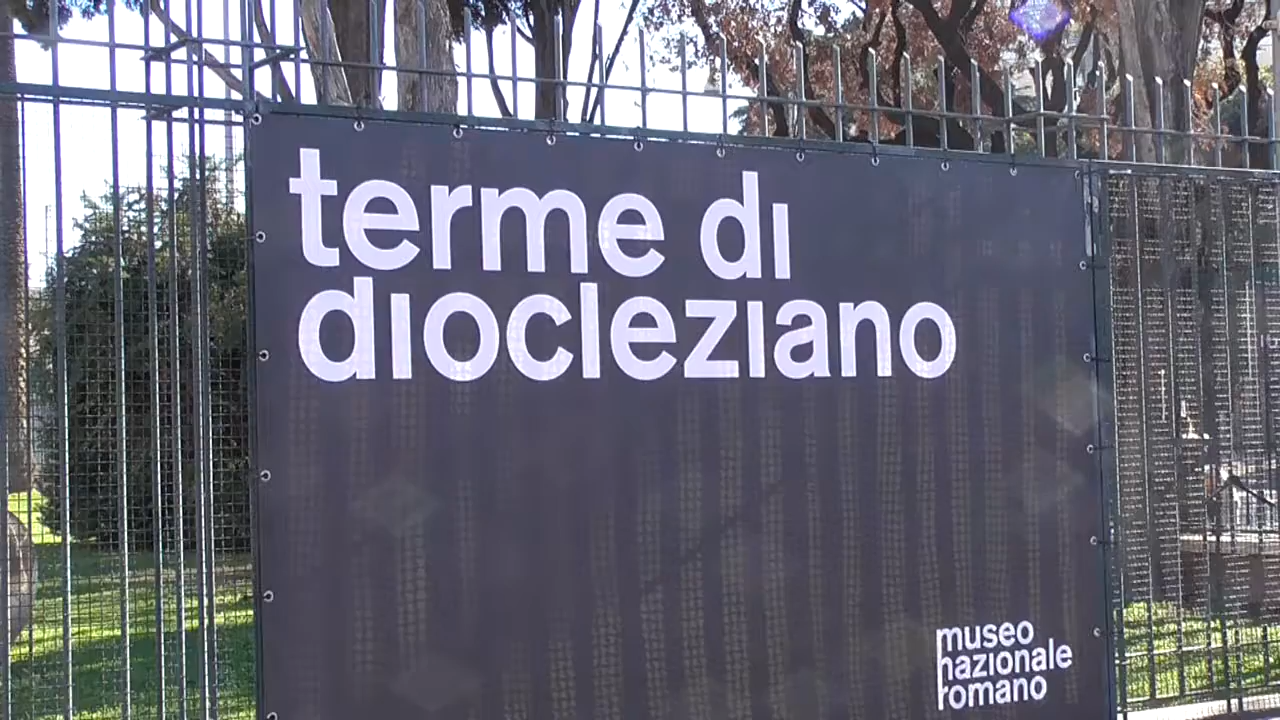 terme di
diocleziano
museo
nazionale
romano